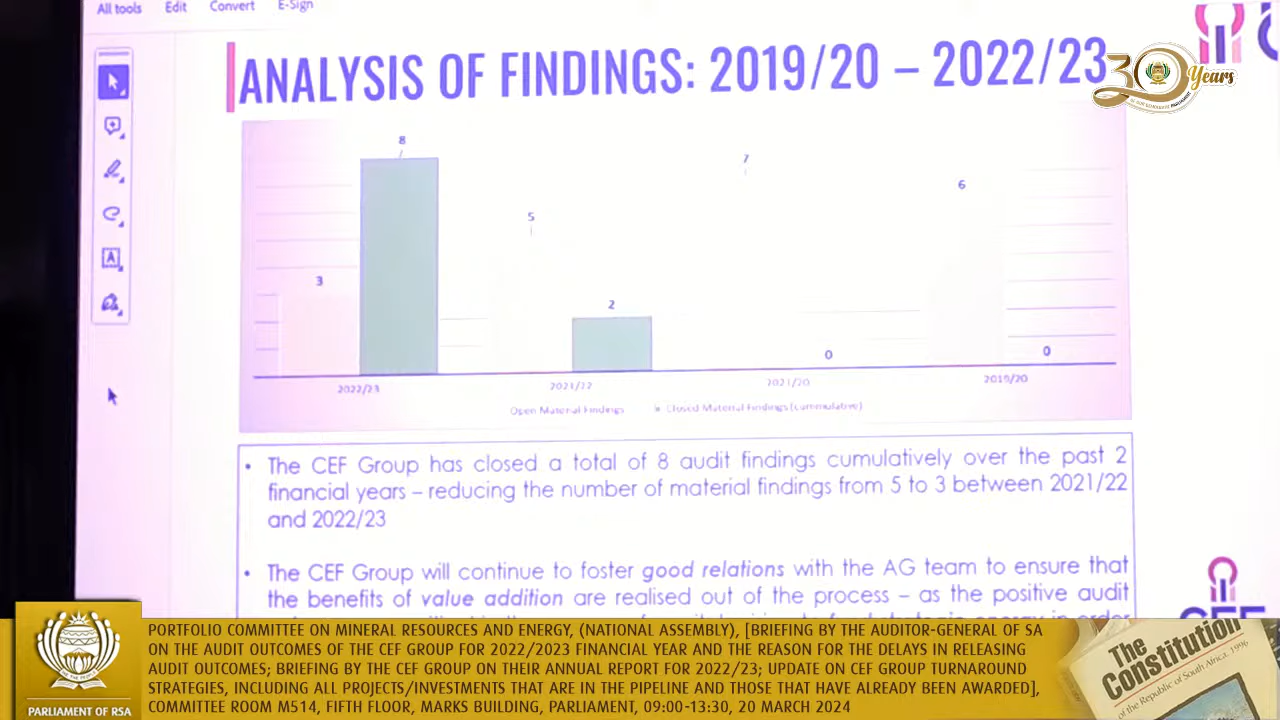 All tools Edit Convert E-Sign
ANALYSIS OF FINDINGS: 2019/20 – 2022/23
30 Years
8
7
6
5
3
2
0
0
2022/23 2021/22 2021/20 2019/20
Open Material Findings Closed Material Findings (cummulative)
• The CEF Group has closed a total of 8 audit findings cumulatively over the past 2
financial years – reducing the number of material findings from 5 to 3 between 2021/22
and 2022/23
• The CEF Group will continue to foster good relations with the AG team to ensure that
the benefits of value addition are realised out of the process – as the positive audit
PORTFOLIO COMMITTEE ON MINERAL RESOURCES AND ENERGY, (NATIONAL ASSEMBLY), [BRIEFING BY THE AUDITOR-GENERAL OF SA
ON THE AUDIT OUTCOMES OF THE CEF GROUP FOR 2022/2023 FINANCIAL YEAR AND THE REASON FOR THE DELAYS IN RELEASING
AUDIT OUTCOMES; BRIEFING BY THE CEF GROUP ON THEIR ANNUAL REPORT FOR 2022/23; UPDATE ON CEF GROUP TURNAROUND
STRATEGIES, INCLUDING ALL PROJECTS/INVESTMENTS THAT ARE IN THE PIPELINE AND THOSE THAT HAVE ALREADY BEEN AWARDED],
COMMITTEE ROOM M514, FIFTH FLOOR, MARKS BUILDING, PARLIAMENT, 09:00-13:30, 20 MARCH 2024
PARLIAMENT OF RSA
The
Constitution
of the Republic of South Africa, 1996